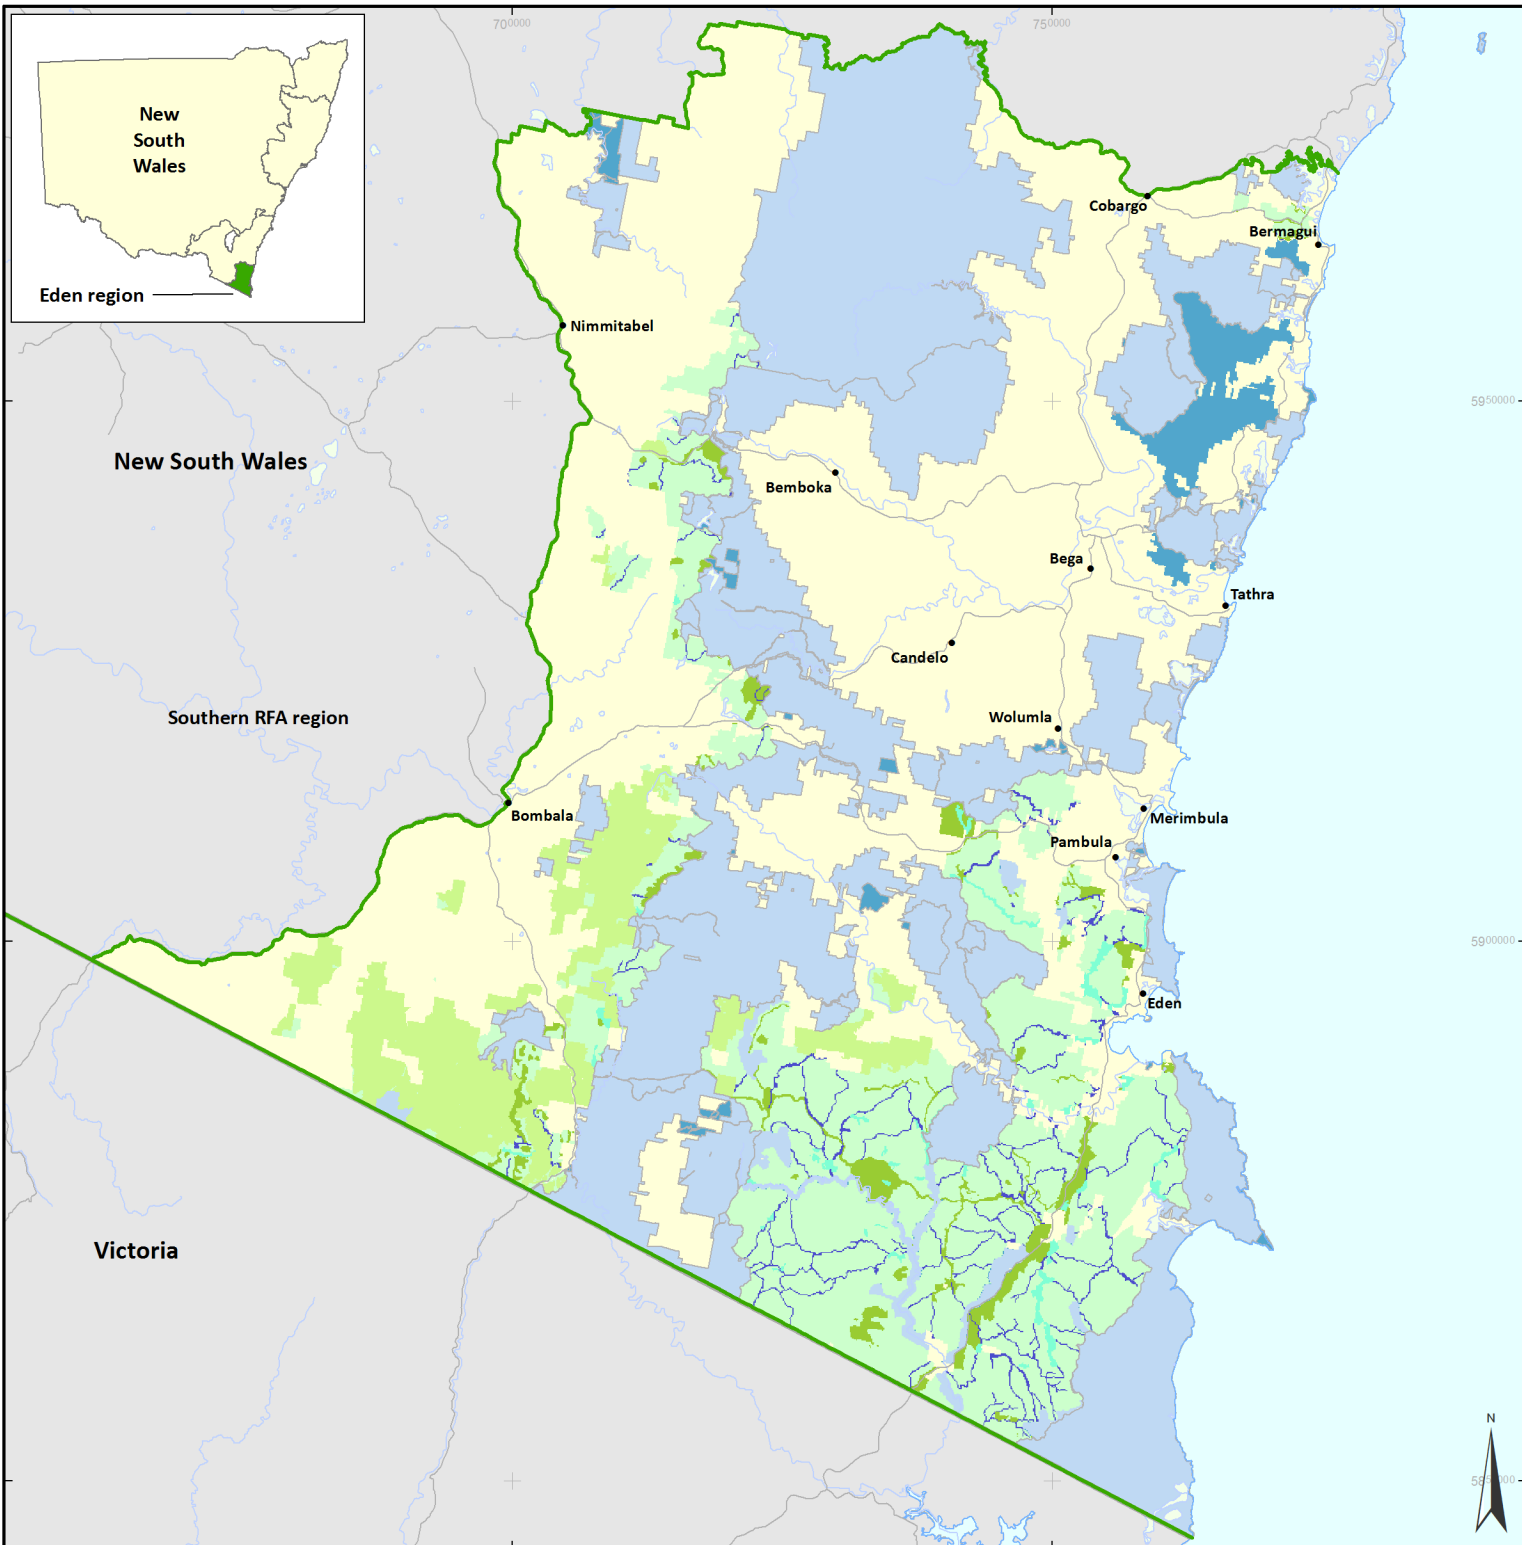 700000
750000
New
South
Wales
Eden region
Cobargo
Bermagui
Nimmitabel
5950000
New South Wales
Bemboka
Bega
Tathra
Candelo
Southern RFA region
Wolumla
Bombala
Merimbula
Pambula
5900000
Eden
Victoria
N